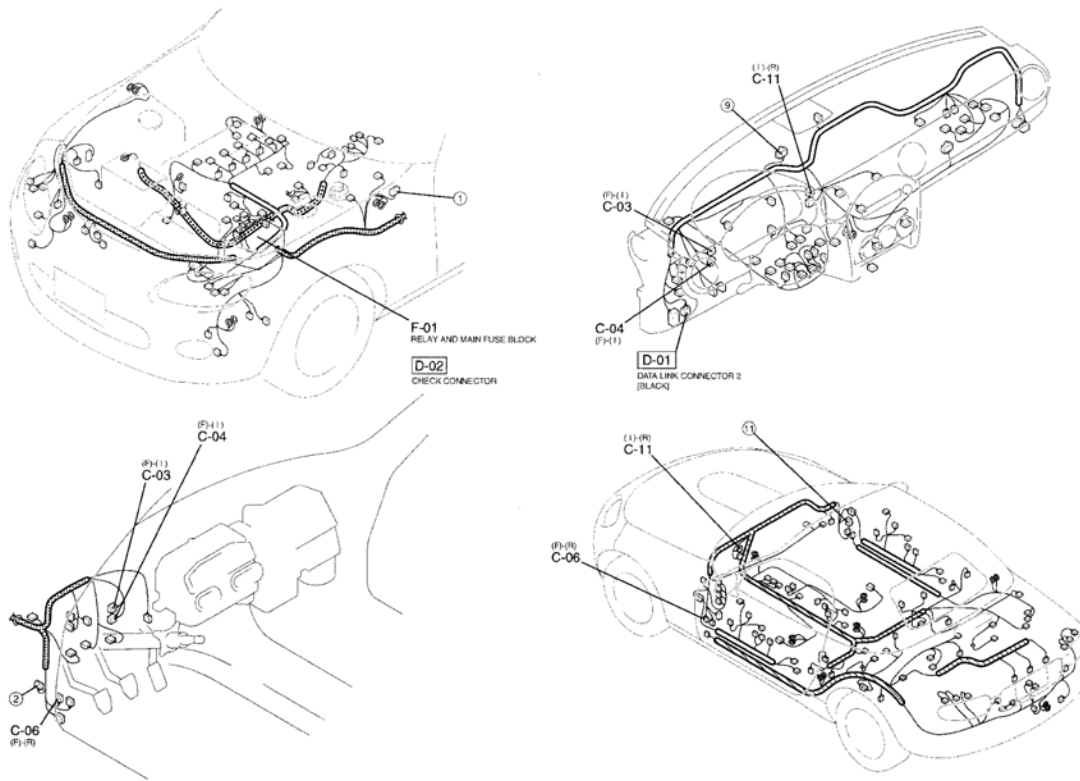 ①
F-01
RELAY AND MAIN FUSE BLOCK
D-02
CHECK CONNECTOR
(I)-(R)
C-11
⑨
(F)-(I)
C-03
C-04
(F)-(I)
D-01
DATA LINK CONNECTOR 2
[BLACK]
(F)-(I)
C-04
(F)-(I)
C-03
②
C-06
(F)-(R)
(I)-(R)
C-11
⑪
(F)-(R)
C-06